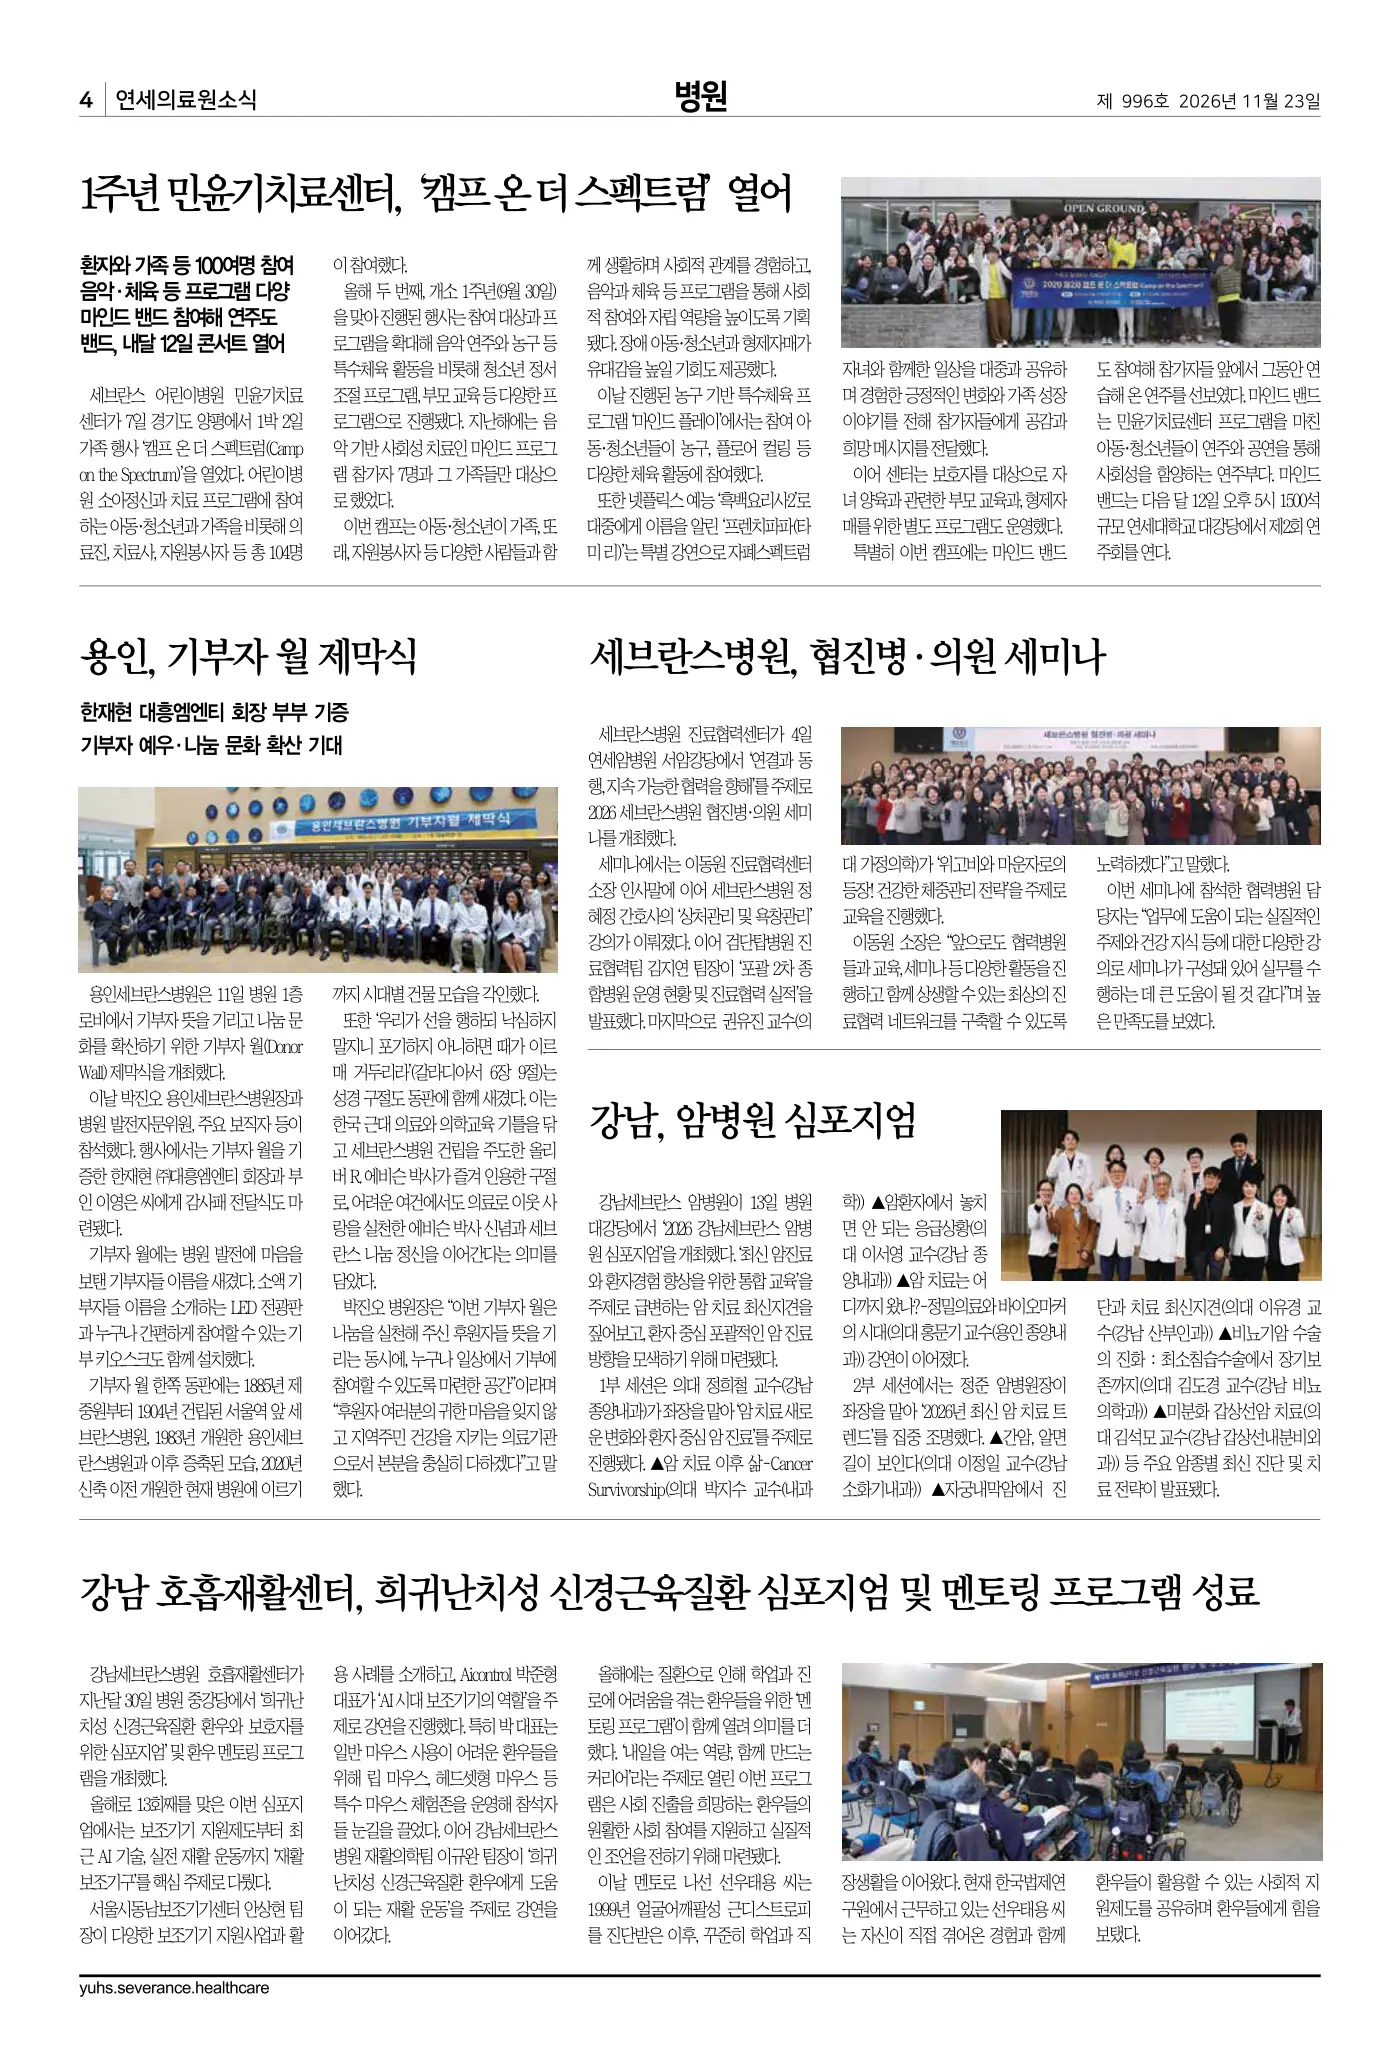 4 연세의료원소식
병원
제 996호 2026년 11월 23일
1주년 민윤기치료센터, ‘캠프 온 더 스펙트럼’ 열어
환자와 가족 등 100여명 참여
음악·체육 등 프로그램 다양
마인드 밴드 참여해 연주도
밴드, 내달 12일 콘서트 열어
세브란스 어린이병원 민윤기치료
센터가 7일 경기도 양평에서 1박 2일
가족 행사 ‘캠프 온 더 스펙트럼(Camp
on the Spectrum)’을 열었다. 어린이병
원 소아정신과 치료 프로그램에 참여
하는 아동·청소년과 가족을 비롯해 의
료진, 치료사, 자원봉사자 등 총 104명
이 참여했다.
올해 두 번째, 개소 1주년(9월 30일)
을 맞아 진행된 행사는 참여 대상과 프
로그램을 확대해 음악 연주와 농구 등
특수체육 활동을 비롯해 청소년 정서
조절 프로그램, 부모 교육 등 다양한 프
로그램으로 진행됐다. 지난해에는 음
악 기반 사회성 치료인 마인드 프로그
램 참가자 7명과 그 가족들만 대상으
로 했었다.
이번 캠프는 아동·청소년이 가족, 또
래, 자원봉사자 등 다양한 사람들과 함
께 생활하며 사회적 관계를 경험하고,
음악과 체육 등 프로그램을 통해 사회
적 참여와 자립 역량을 높이도록 기획
됐다. 장애 아동·청소년과 형제자매가
유대감을 높일 기회도 제공했다.
이날 진행된 농구 기반 특수체육 프
로그램 ‘마인드 플레이’에서는 참여 아
동·청소년들이 농구, 플로어 컬링 등
다양한 체육 활동에 참여했다.
또한 넷플릭스 예능 ‘흑백요리사2’로
대중에게 이름을 알린 ‘프렌치파파(타
미 리)’는 특별 강연으로 자폐스펙트럼
OPEN GROUND
2026 제2차 캠프 온 더 스펙트럼(Camp on the Spectrum)
자녀와 함께한 일상을 대중과 공유하
며 경험한 긍정적인 변화와 가족 성장
이야기를 전해 참가자들에게 공감과
희망 메시지를 전달했다.
이어 센터는 보호자를 대상으로 자
녀 양육과 관련한 부모 교육과, 형제자
매를 위한 별도 프로그램도 운영했다.
특별히 이번 캠프에는 마인드 밴드
도 참여해 참가자들 앞에서 그동안 연
습해 온 연주를 선보였다. 마인드 밴드
는 민윤기치료센터 프로그램을 마친
아동·청소년들이 연주와 공연을 통해
사회성을 함양하는 연주부다. 마인드
밴드는 다음 달 12일 오후 5시 1500석
규모 연세대학교 대강당에서 제2회 연
주회를 연다.
용인, 기부자 월 제막식
한재현 대흥엠엔티 회장 부부 기증
기부자 예우·나눔 문화 확산 기대
용인세브란스병원 기부자월 제막식
용인세브란스병원은 11일 병원 1층
로비에서 기부자 뜻을 기리고 나눔 문
화를 확산하기 위한 기부자 월(Donor
Wall) 제막식을 개최했다.
이날 박진오 용인세브란스병원장과
병원 발전자문위원, 주요 보직자 등이
참석했다. 행사에서는 기부자 월을 기
증한 한재현 ㈜대흥엠엔티 회장과 부
인 이영은 씨에게 감사패 전달식도 마
련됐다.
기부자 월에는 병원 발전에 마음을
보탠 기부자들 이름을 새겼다. 소액 기
부자들 이름을 소개하는 LED 전광판
과 누구나 간편하게 참여할 수 있는 기
부 키오스크도 함께 설치했다.
기부자 월 한쪽 동판에는 1885년 제
중원부터 1904년 건립된 서울역 앞 세
브란스병원, 1983년 개원한 용인세브
란스병원과 이후 증축된 모습, 2020년
신축 이전 개원한 현재 병원에 이르기
까지 시대별 건물 모습을 각인했다.
또한 ‘우리가 선을 행하되 낙심하지
말지니 포기하지 아니하면 때가 이르
매 거두리라’(갈라디아서 6장 9절)는
성경 구절도 동판에 함께 새겼다. 이는
한국 근대 의료와 의학교육 기틀을 닦
고 세브란스병원 건립을 주도한 올리
버 R. 에비슨 박사가 즐겨 인용한 구절
로, 어려운 여건에서도 의료로 이웃 사
랑을 실천한 에비슨 박사 신념과 세브
란스 나눔 정신을 이어간다는 의미를
담았다.
박진오 병원장은 “이번 기부자 월은
나눔을 실천해 주신 후원자들 뜻을 기
리는 동시에, 누구나 일상에서 기부에
참여할 수 있도록 마련한 공간”이라며
“후원자 여러분의 귀한 마음을 잊지 않
고 지역주민 건강을 지키는 의료기관
으로서 본분을 충실히 다하겠다”고 말
했다.
세브란스병원, 협진병·의원 세미나
세브란스병원 진료협력센터가 4일
연세암병원 서암강당에서 ‘연결과 동
행, 지속 가능한 협력을 향해’를 주제로
2026 세브란스병원 협진병·의원 세미
나를 개최했다.
세미나에서는 이동원 진료협력센터
소장 인사말에 이어 세브란스병원 정
혜정 간호사의 ‘상처관리 및 욕창관리’
강의가 이뤄졌다. 이어 검단탑병원 진
료협력팀 김지연 팀장이 ‘포괄 2차 종
합병원 운영 현황 및 진료협력 실적’을
발표했다. 마지막으로 권유진 교수(의
세브란스병원 협진병·의원 세미나
대 가정의학)가 ‘위고비와 마운자로의
등장! 건강한 체중관리 전략’을 주제로
교육을 진행했다.
이동원 소장은 “앞으로도 협력병원
들과 교육, 세미나 등 다양한 활동을 진
행하고 함께 상생할 수 있는 최상의 진
료협력 네트워크를 구축할 수 있도록
노력하겠다”고 말했다.
이번 세미나에 참석한 협력병원 담
당자는 “업무에 도움이 되는 실질적인
주제와 건강 지식 등에 대한 다양한 강
의로 세미나가 구성돼 있어 실무를 수
행하는 데 큰 도움이 될 것 같다”며 높
은 만족도를 보였다.
강남, 암병원 심포지엄
강남세브란스 암병원이 13일 병원
대강당에서 ‘2026 강남세브란스 암병
원 심포지엄’을 개최했다. ‘최신 암진료
와 환자경험 향상을 위한 통합 교육’을
주제로 급변하는 암 치료 최신지견을
짚어보고, 환자 중심 포괄적인 암 진료
방향을 모색하기 위해 마련됐다.
1부 세션은 의대 정희철 교수(강남
종양내과)가 좌장을 맡아 ‘암 치료 새로
운 변화와 환자 중심 암 진료’를 주제로
진행됐다. ▲암 치료 이후 삶-Cancer
Survivorship(의대 박지수 교수(내과
학)) ▲암환자에서 놓치
면 안 되는 응급상황(의
대 이서영 교수(강남 종
양내과)) ▲암 치료는 어
디까지 왔나?-정밀의료와 바이오마커
의 시대(의대 홍문기 교수(용인 종양내
과)) 강연이 이어졌다.
2부 세션에서는 정준 암병원장이
좌장을 맡아 ‘2026년 최신 암 치료 트
렌드’를 집중 조명했다. ▲간암, 알면
길이 보인다(의대 이정일 교수(강남
소화기내과)) ▲자궁내막암에서 진
단과 치료 최신지견(의대 이유경 교
수(강남 산부인과)) ▲비뇨기암 수술
의 진화 : 최소침습수술에서 장기보
존까지(의대 김도경 교수(강남 비뇨
의학과)) ▲미분화 갑상선암 치료(의
대 김석모 교수(강남 갑상선내분비외
과)) 등 주요 암종별 최신 진단 및 치
료 전략이 발표됐다.
강남 호흡재활센터, 희귀난치성 신경근육질환 심포지엄 및 멘토링 프로그램 성료
강남세브란스병원 호흡재활센터가
지난달 30일 병원 중강당에서 ‘희귀난
치성 신경근육질환 환우와 보호자를
위한 심포지엄’ 및 환우 멘토링 프로그
램을 개최했다.
올해로 13회째를 맞은 이번 심포지
엄에서는 보조기기 지원제도부터 최
근 AI 기술, 실전 재활 운동까지 ‘재활
보조기구’를 핵심 주제로 다뤘다.
서울시동남보조기기센터 안상현 팀
장이 다양한 보조기기 지원사업과 활
용 사례를 소개하고, Aicontrol 박준형
대표가 ‘AI 시대 보조기기의 역할’을 주
제로 강연을 진행했다. 특히 박 대표는
일반 마우스 사용이 어려운 환우들을
위해 립 마우스, 헤드셋형 마우스 등
특수 마우스 체험존을 운영해 참석자
들 눈길을 끌었다. 이어 강남세브란스
병원 재활의학팀 이규완 팀장이 ‘희귀
난치성 신경근육질환 환우에게 도움
이 되는 재활 운동’을 주제로 강연을
이어갔다.
올해에는 질환으로 인해 학업과 진
로에 어려움을 겪는 환우들을 위한 ‘멘
토링 프로그램’이 함께 열려 의미를 더
했다. ‘내일을 여는 역량, 함께 만드는
커리어’라는 주제로 열린 이번 프로그
램은 사회 진출을 희망하는 환우들의
원활한 사회 참여를 지원하고 실질적
인 조언을 전하기 위해 마련됐다.
이날 멘토로 나선 선우태용 씨는
1999년 얼굴어깨팔성 근디스트로피
를 진단받은 이후, 꾸준히 학업과 직
장생활을 이어왔다. 현재 한국법제연
구원에서 근무하고 있는 선우태용 씨
는 자신이 직접 겪어온 경험과 함께
환우들이 활용할 수 있는 사회적 지
원제도를 공유하며 환우들에게 힘을
보탰다.
yuhs.severance.healthcare